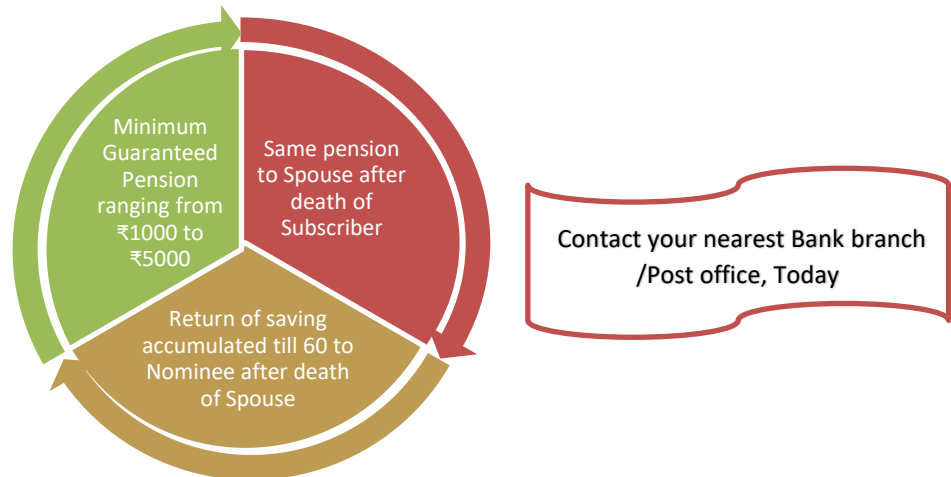 Minimum
Guaranteed
Pension
ranging from
₹1000 to
₹5000
Same pension
to Spouse after
death of
Subscriber
Return of saving
accumulated till 60 to
Nominee after death
of Spouse
Contact your nearest Bank branch
/Post office, Today